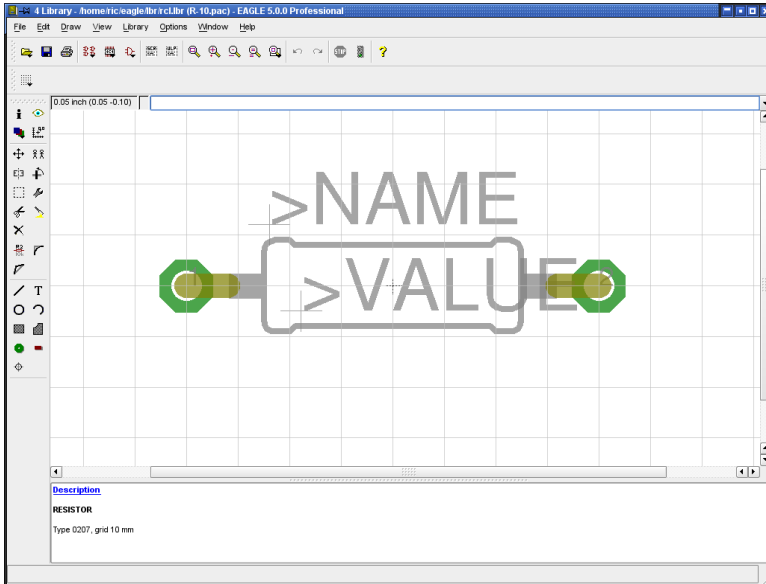 4 Library - /home/ric/eagle/lbr/rcl.lbr (R-10.pac) - EAGLE 5.0.0 Professional
File Edit Draw View Library Options Window Help
0.05 inch (0.05 -0.10)
>NAME
>VALUE
Description
RESISTOR
Type 0207, grid 10 mm